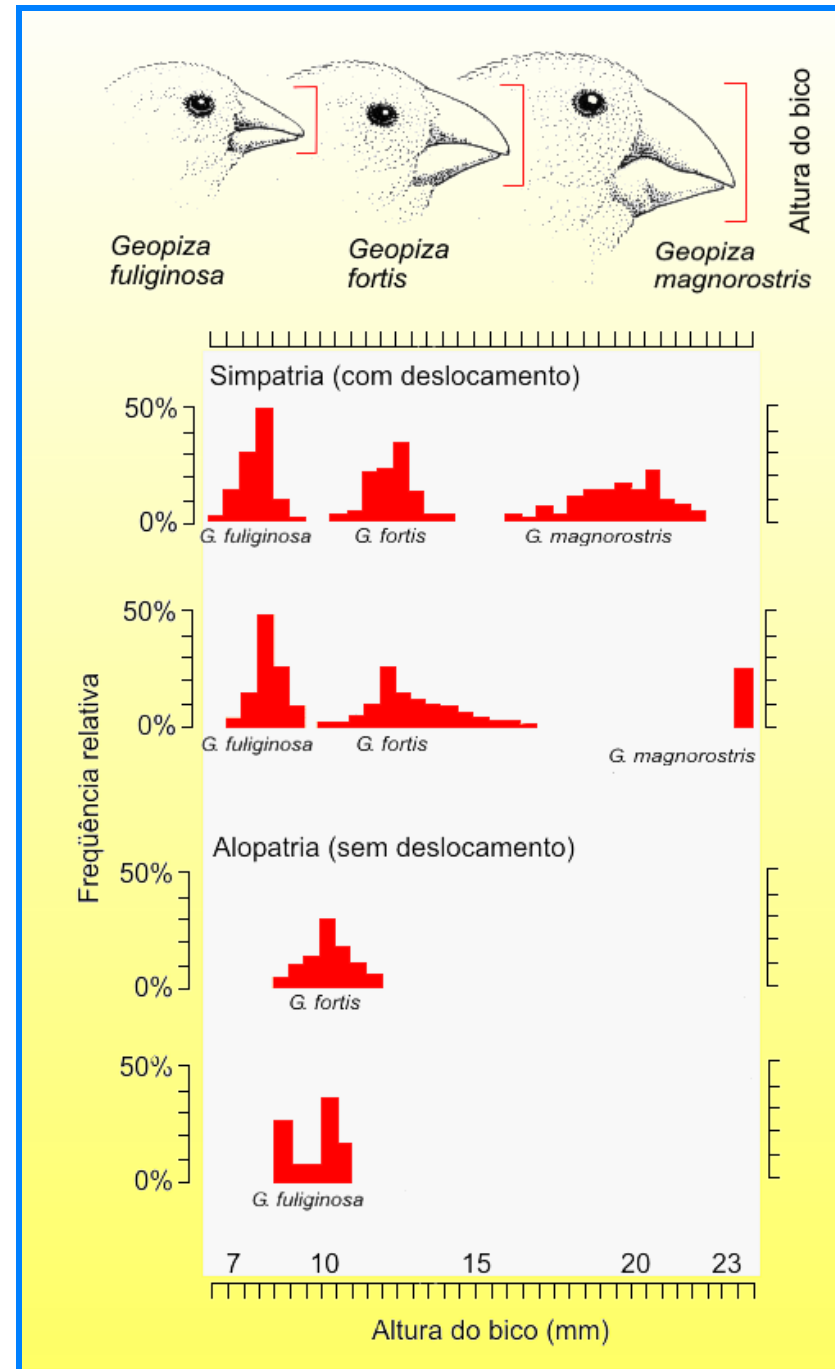 Altura do bico
Geopiza
fuliginosa
Geopiza
fortis
Geopiza
magnorostris
Simpatria (com deslocamento)
50%
0%
G. fuliginosa
G. fortis
G. magnorostris
50%
0%
G. fuliginosa
G. fortis
G. magnorostris
Freqüência relativa
Alopatria (sem deslocamento)
50%
0%
G. fortis
50%
0%
G. fuliginosa
7 10 15 20 23
Altura do bico (mm)